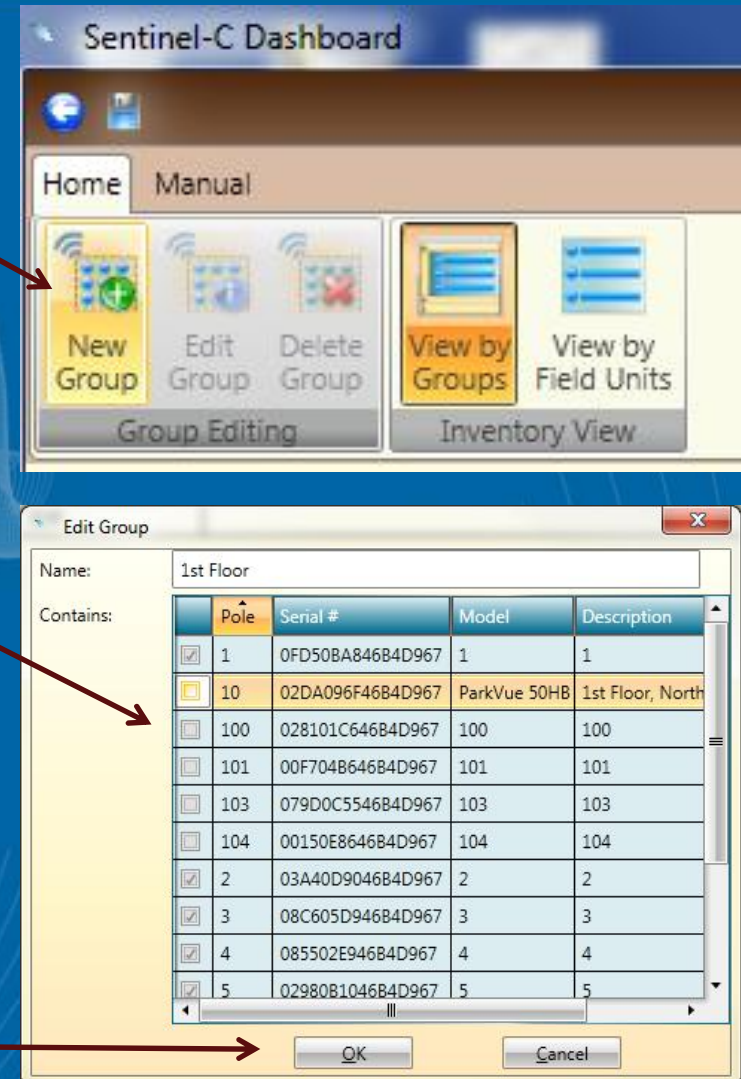 Sentinel-C Dashboard
Home Manual
New Group
Edit Group
Delete Group
View by Groups
View by Field Units
Group Editing
Inventory View
Edit Group
Name: 1st Floor
Contains:
Pole Serial # Model Description
1 0FD50BA846B4D967 1 1
10 02DA096F46B4D967 ParkVue 50HB 1st Floor, North
100 028101C646B4D967 100 100
101 00F704B646B4D967 101 101
103 079D0C5546B4D967 103 103
104 00150E8646B4D967 104 104
2 03A40D9046B4D967 2 2
3 08C605D946B4D967 3 3
4 085502E946B4D967 4 4
5 02980B1046B4D967 5 5
OK Cancel